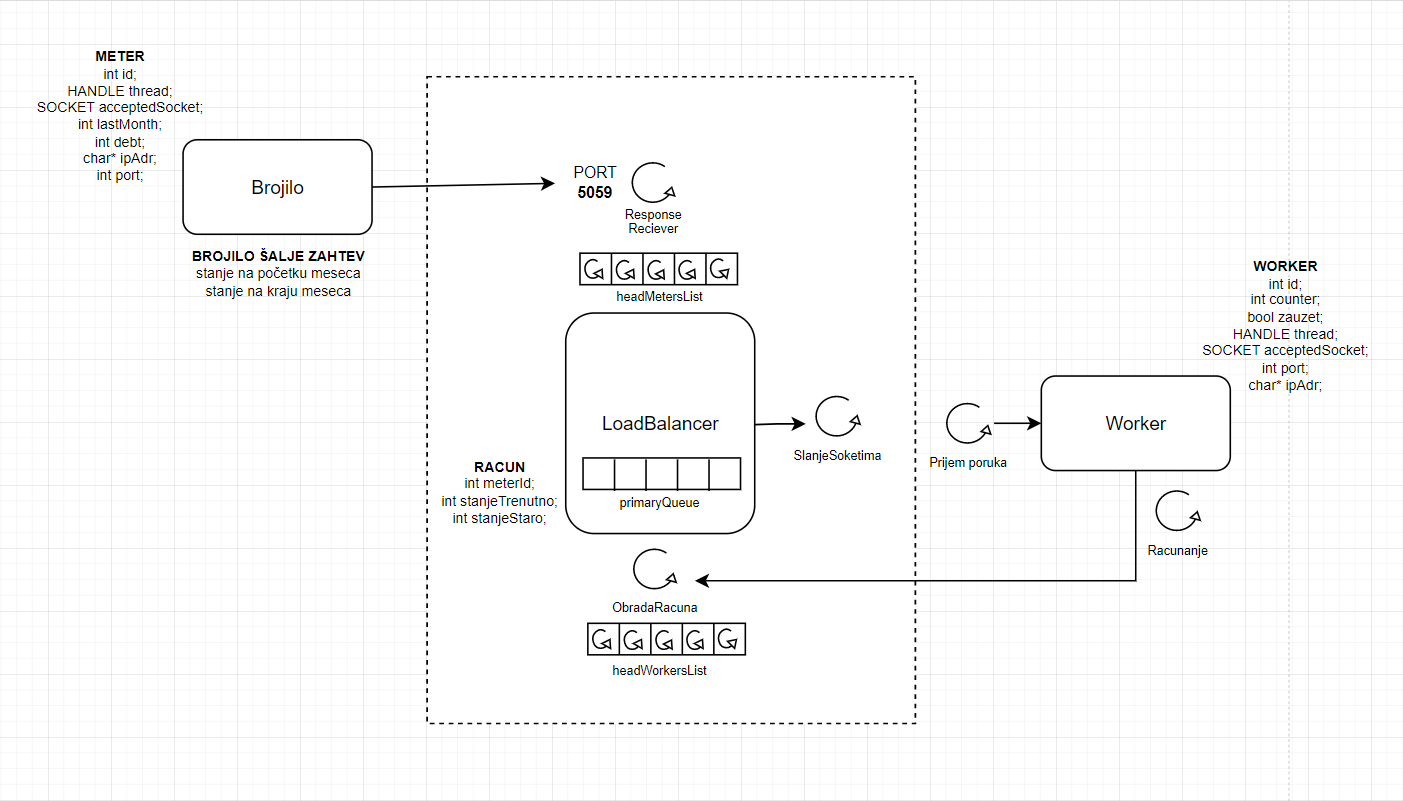 METER
int id;
HANDLE thread;
SOCKET acceptedSocket;
int lastMonth;
int debt;
char* ipAdr;
int port;
Brojilo
BROJILO ŠALJE ZAHTEV
stanje na početku meseca
stanje na kraju meseca
PORT
5059
Response
Reciever
headMetersList
LoadBalancer
primaryQueue
RACUN
int meterId;
int stanjeTrenutno;
int stanjeStaro;
SlanjeSoketima
ObradaRacuna
headWorkersList
Prijem poruka
WORKER
int id;
int counter;
bool zauzet;
HANDLE thread;
SOCKET acceptedSocket;
int port;
char* ipAdr;
Worker
Racunanje